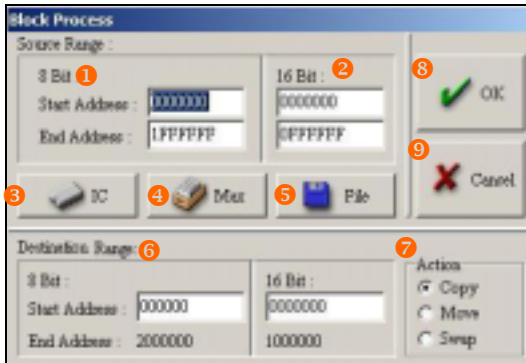 Block Process
Source Range :
8 Bit 1
16 Bit : 2
Start Address : 0000000
0000000
End Address : 1FFFFFF
0FFFFFF
3 IC
4 Max
5 File
8 OK
9 Cancel
Destination Range: 6
8 Bit :
16 Bit :
Start Address : 000000
0000000
End Address : 2000000
1000000
7
Action
Copy
Move
Swap